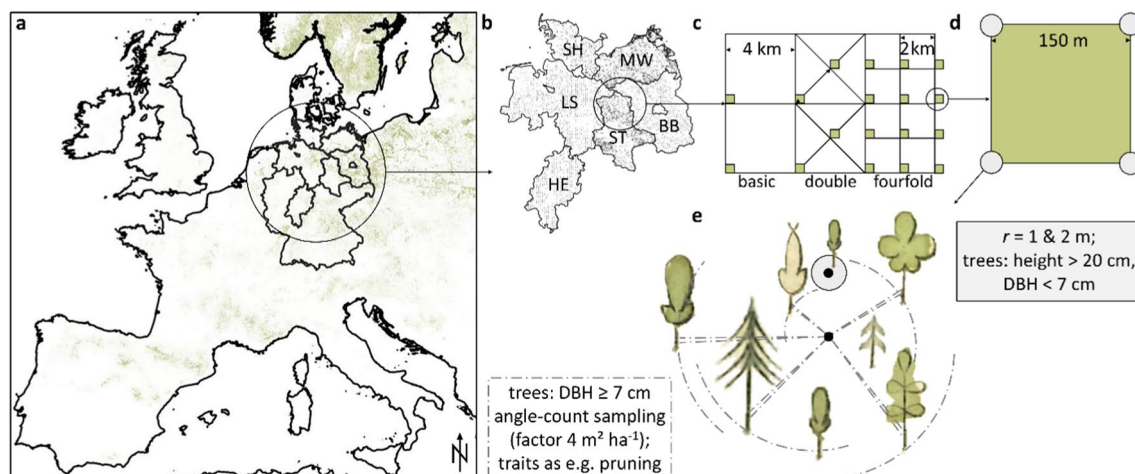 a
N
b
SH
MW
LS
BB
ST
HE
c
4 km
2km
basic double fourfold
d
150 m
e
r = 1 & 2 m;
trees: height > 20 cm,
DBH < 7 cm
trees: DBH ≥ 7 cm
angle-count sampling
(factor 4 m² ha⁻¹);
traits as e.g. pruning